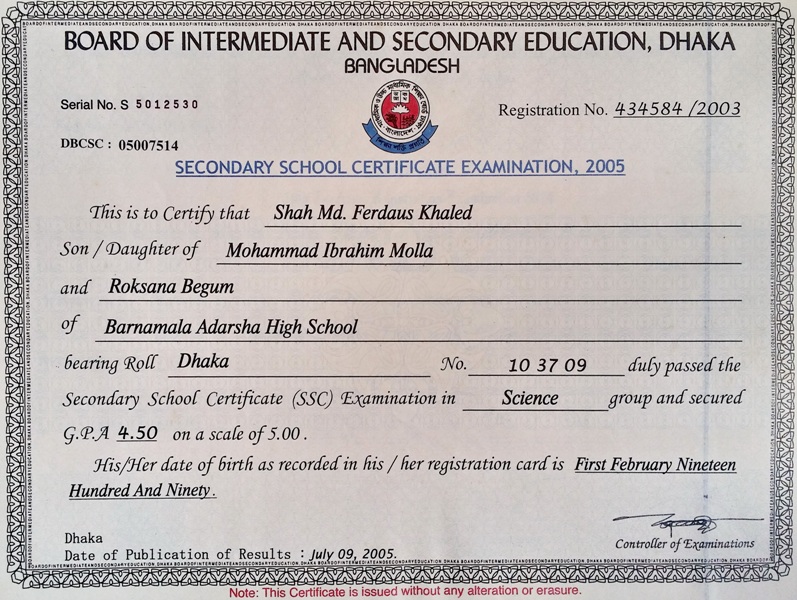 BOARD OF INTERMEDIATE AND SECONDARY EDUCATION, DHAKA
BANGLADESH
Serial No. S 5012530
Registration No. 434584 /2003
DBCSC : 05007514
SECONDARY SCHOOL CERTIFICATE EXAMINATION, 2005
This is to Certify that Shah Md. Ferdaus Khaled
Son / Daughter of Mohammad Ibrahim Molla
and Roksana Begum
of Barnamala Adarsha High School
bearing Roll Dhaka No. 10 37 09 duly passed the
Secondary School Certificate (SSC) Examination in Science group and secured
G.P.A 4.50 on a scale of 5.00 .
His/Her date of birth as recorded in his / her registration card is First February Nineteen
Hundred And Ninety .
Dhaka
Date of Publication of Results : July 09, 2005.
Controller of Examinations
Note: This Certificate is issued without any alteration or erasure.